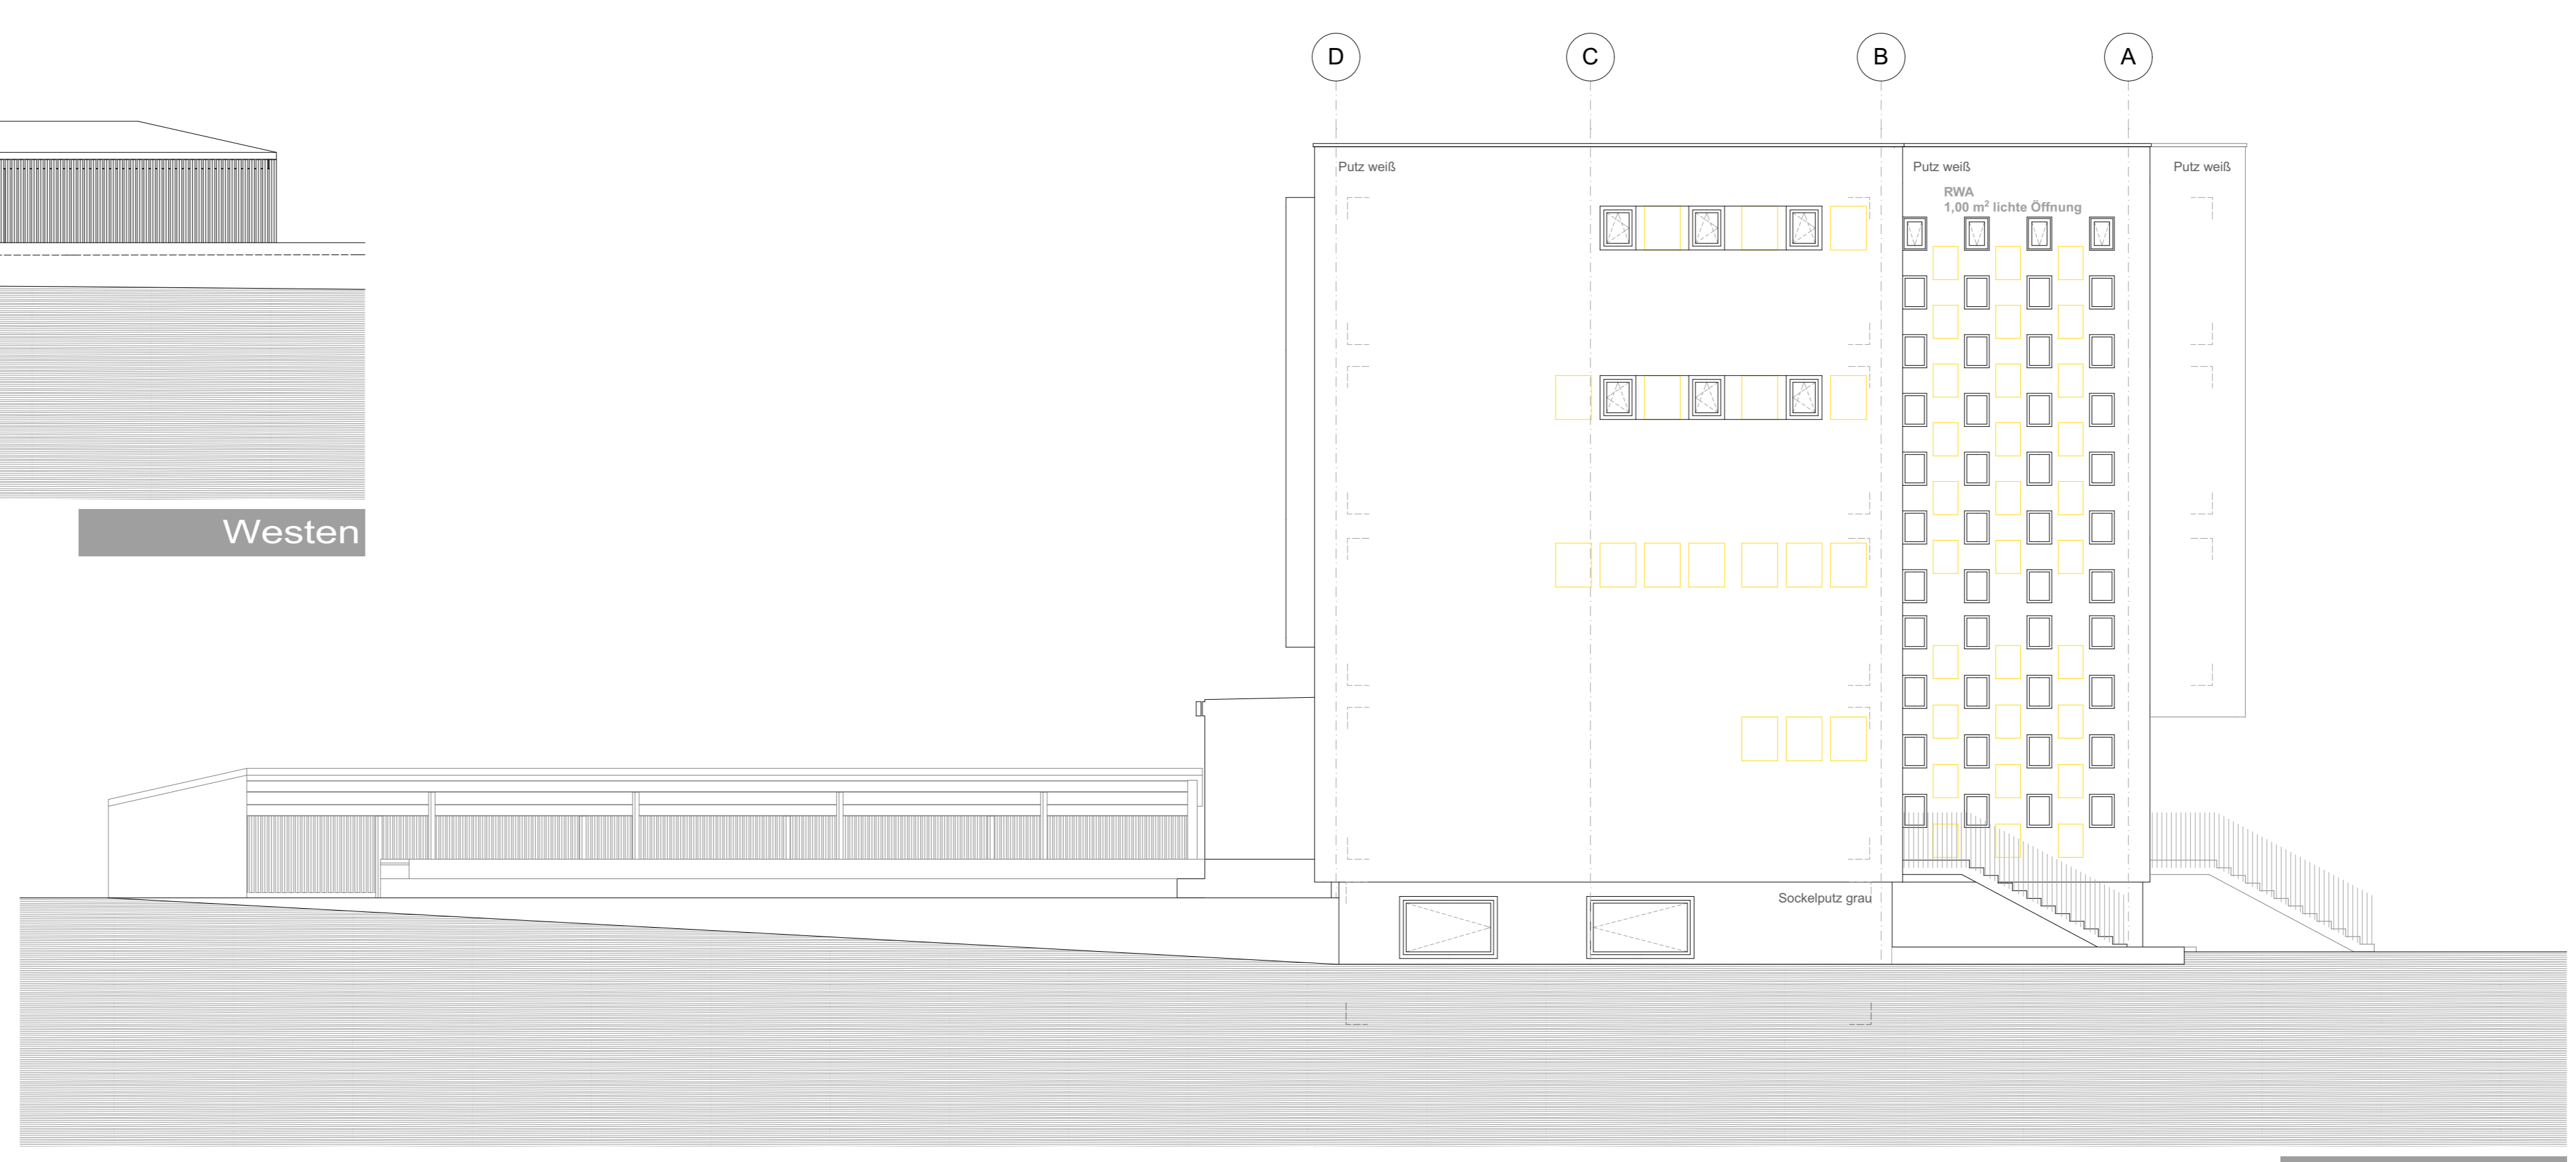 D
C
B
A
Putz weiß
Putz weiß
Putz weiß
RWA
1,00 m² lichte Öffnung
Westen
Sockelputz grau